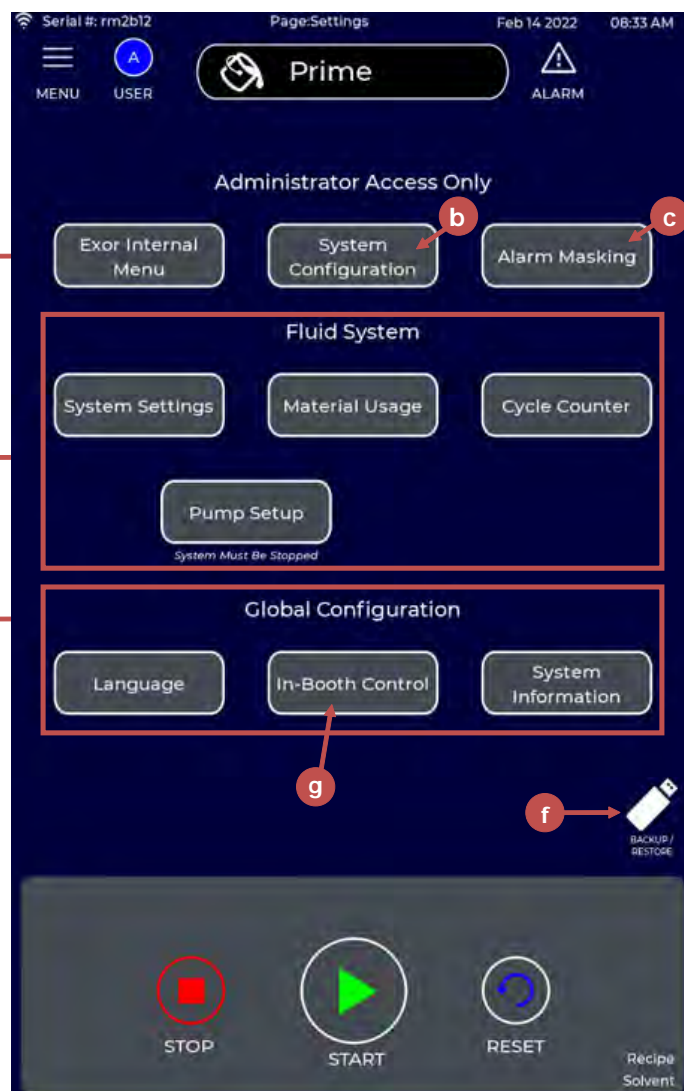 Serial #: rm2b12 Page:Settings Feb 14 2022 08:33 AM
A
Prime
MENU USER ALARM
Administrator Access Only
b
c
Exor Internal
Menu
System
Configuration
Alarm Masking
Fluid System
System Settings Material Usage Cycle Counter
Pump Setup
System Must Be Stopped
Global Configuration
Language In-Booth Control
System
Information
g
f
BACKUP /
RESTORE
STOP START RESET
Recipe
Solvent